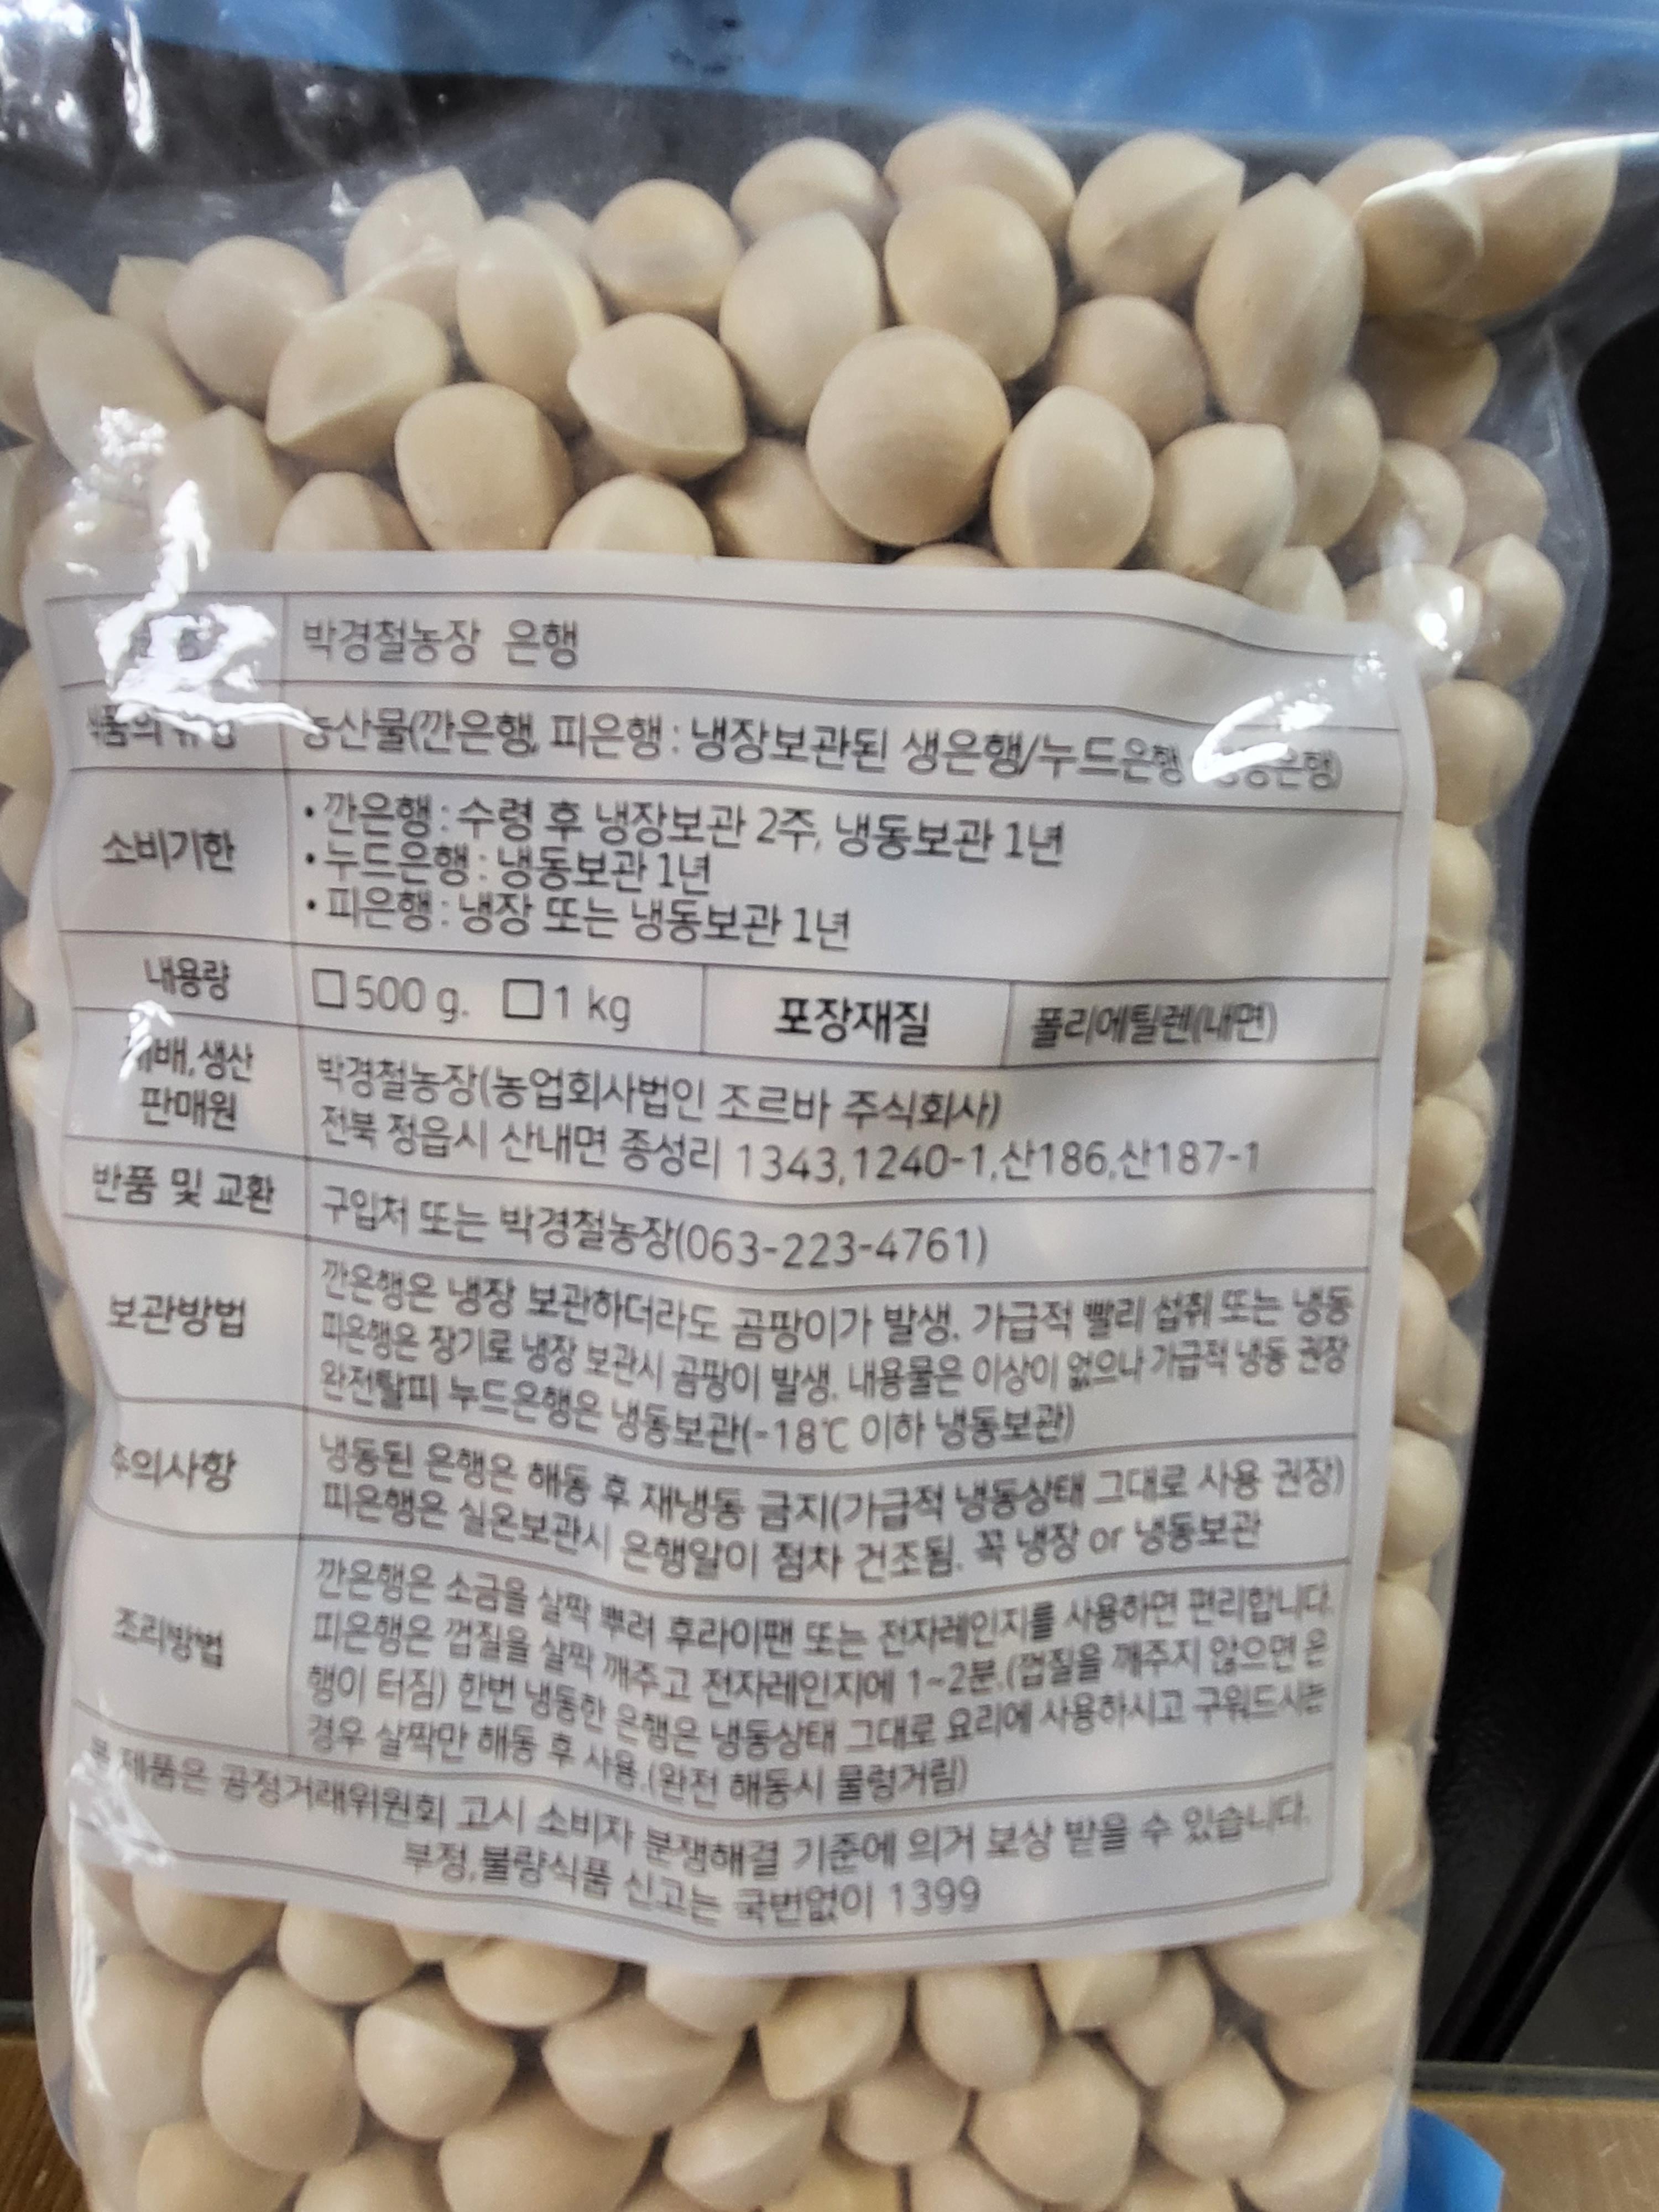 박경철농장 은행
농산물(깐은행, 피은행 : 냉장보관된 생은행/누드은행
소비기한
• 깐은행 : 수령 후 냉장보관 2주, 냉동보관 1년
• 누드은행 : 냉동보관 1년
• 피은행 : 냉장 또는 냉동보관 1년
내용량
□ 500 g. □ 1 kg
포장재질
폴리에틸렌(내면)
재배,생산
판매원
박경철농장(농업회사법인 조르바 주식회사)
전북 정읍시 산내면 종성리 1343,1240-1,산186,산187-1
반품 및 교환
구입처 또는 박경철농장(063-223-4761)
보관방법
깐은행은 냉장 보관하더라도 곰팡이가 발생. 가급적 빨리 섭취 또는 냉동
피은행은 장기로 냉장 보관시 곰팡이 발생. 내용물은 이상이 없으나 가급적 냉동 권장
완전탈피 누드은행은 냉동보관(-18℃ 이하 냉동보관)
주의사항
냉동된 은행은 해동 후 재냉동 금지(가급적 냉동상태 그대로 사용 권장)
피은행은 실온보관시 은행알이 점차 건조됨. 꼭 냉장 or 냉동보관
조리방법
깐은행은 소금을 살짝 뿌려 후라이팬 또는 전자레인지를 사용하면 편리합니다.
피은행은 껍질을 살짝 깨주고 전자레인지에 1~2분.(껍질을 깨주지 않으면 은
행이 터짐) 한번 냉동한 은행은 냉동상태 그대로 요리에 사용하시고 구워드시는
경우 살짝만 해동 후 사용.(완전 해동시 물렁거림)
본 제품은 공정거래위원회 고시 소비자 분쟁해결 기준에 의거 보상 받을 수 있습니다.
부정,불량식품 신고는 국번없이 1399